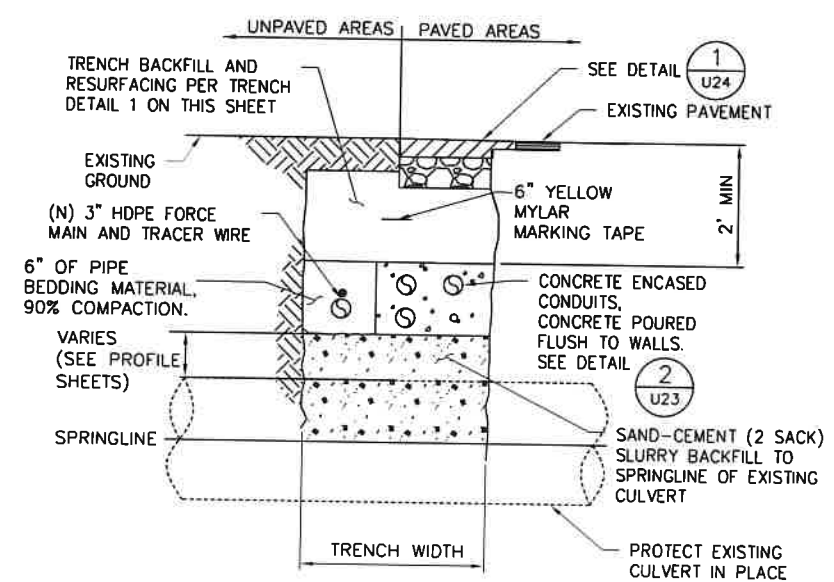 UNPAVED AREAS
PAVED AREAS
TRENCH BACKFILL AND
RESURFACING PER TRENCH
DETAIL 1 ON THIS SHEET
SEE DETAIL
1
U24
EXISTING PAVEMENT
EXISTING
GROUND
(N) 3" HDPE FORCE
MAIN AND TRACER WIRE
6" YELLOW
MYLAR
MARKING TAPE
2' MIN
6" OF PIPE
BEDDING MATERIAL,
90% COMPACTION.
CONCRETE ENCASED
CONDUITS,
CONCRETE POURED
FLUSH TO WALLS.
SEE DETAIL
2
U23
VARIES
(SEE PROFILE
SHEETS)
SPRINGLINE
SAND-CEMENT (2 SACK)
SLURRY BACKFILL TO
SPRINGLINE OF EXISTING
CULVERT
TRENCH WIDTH
PROTECT EXISTING
CULVERT IN PLACE